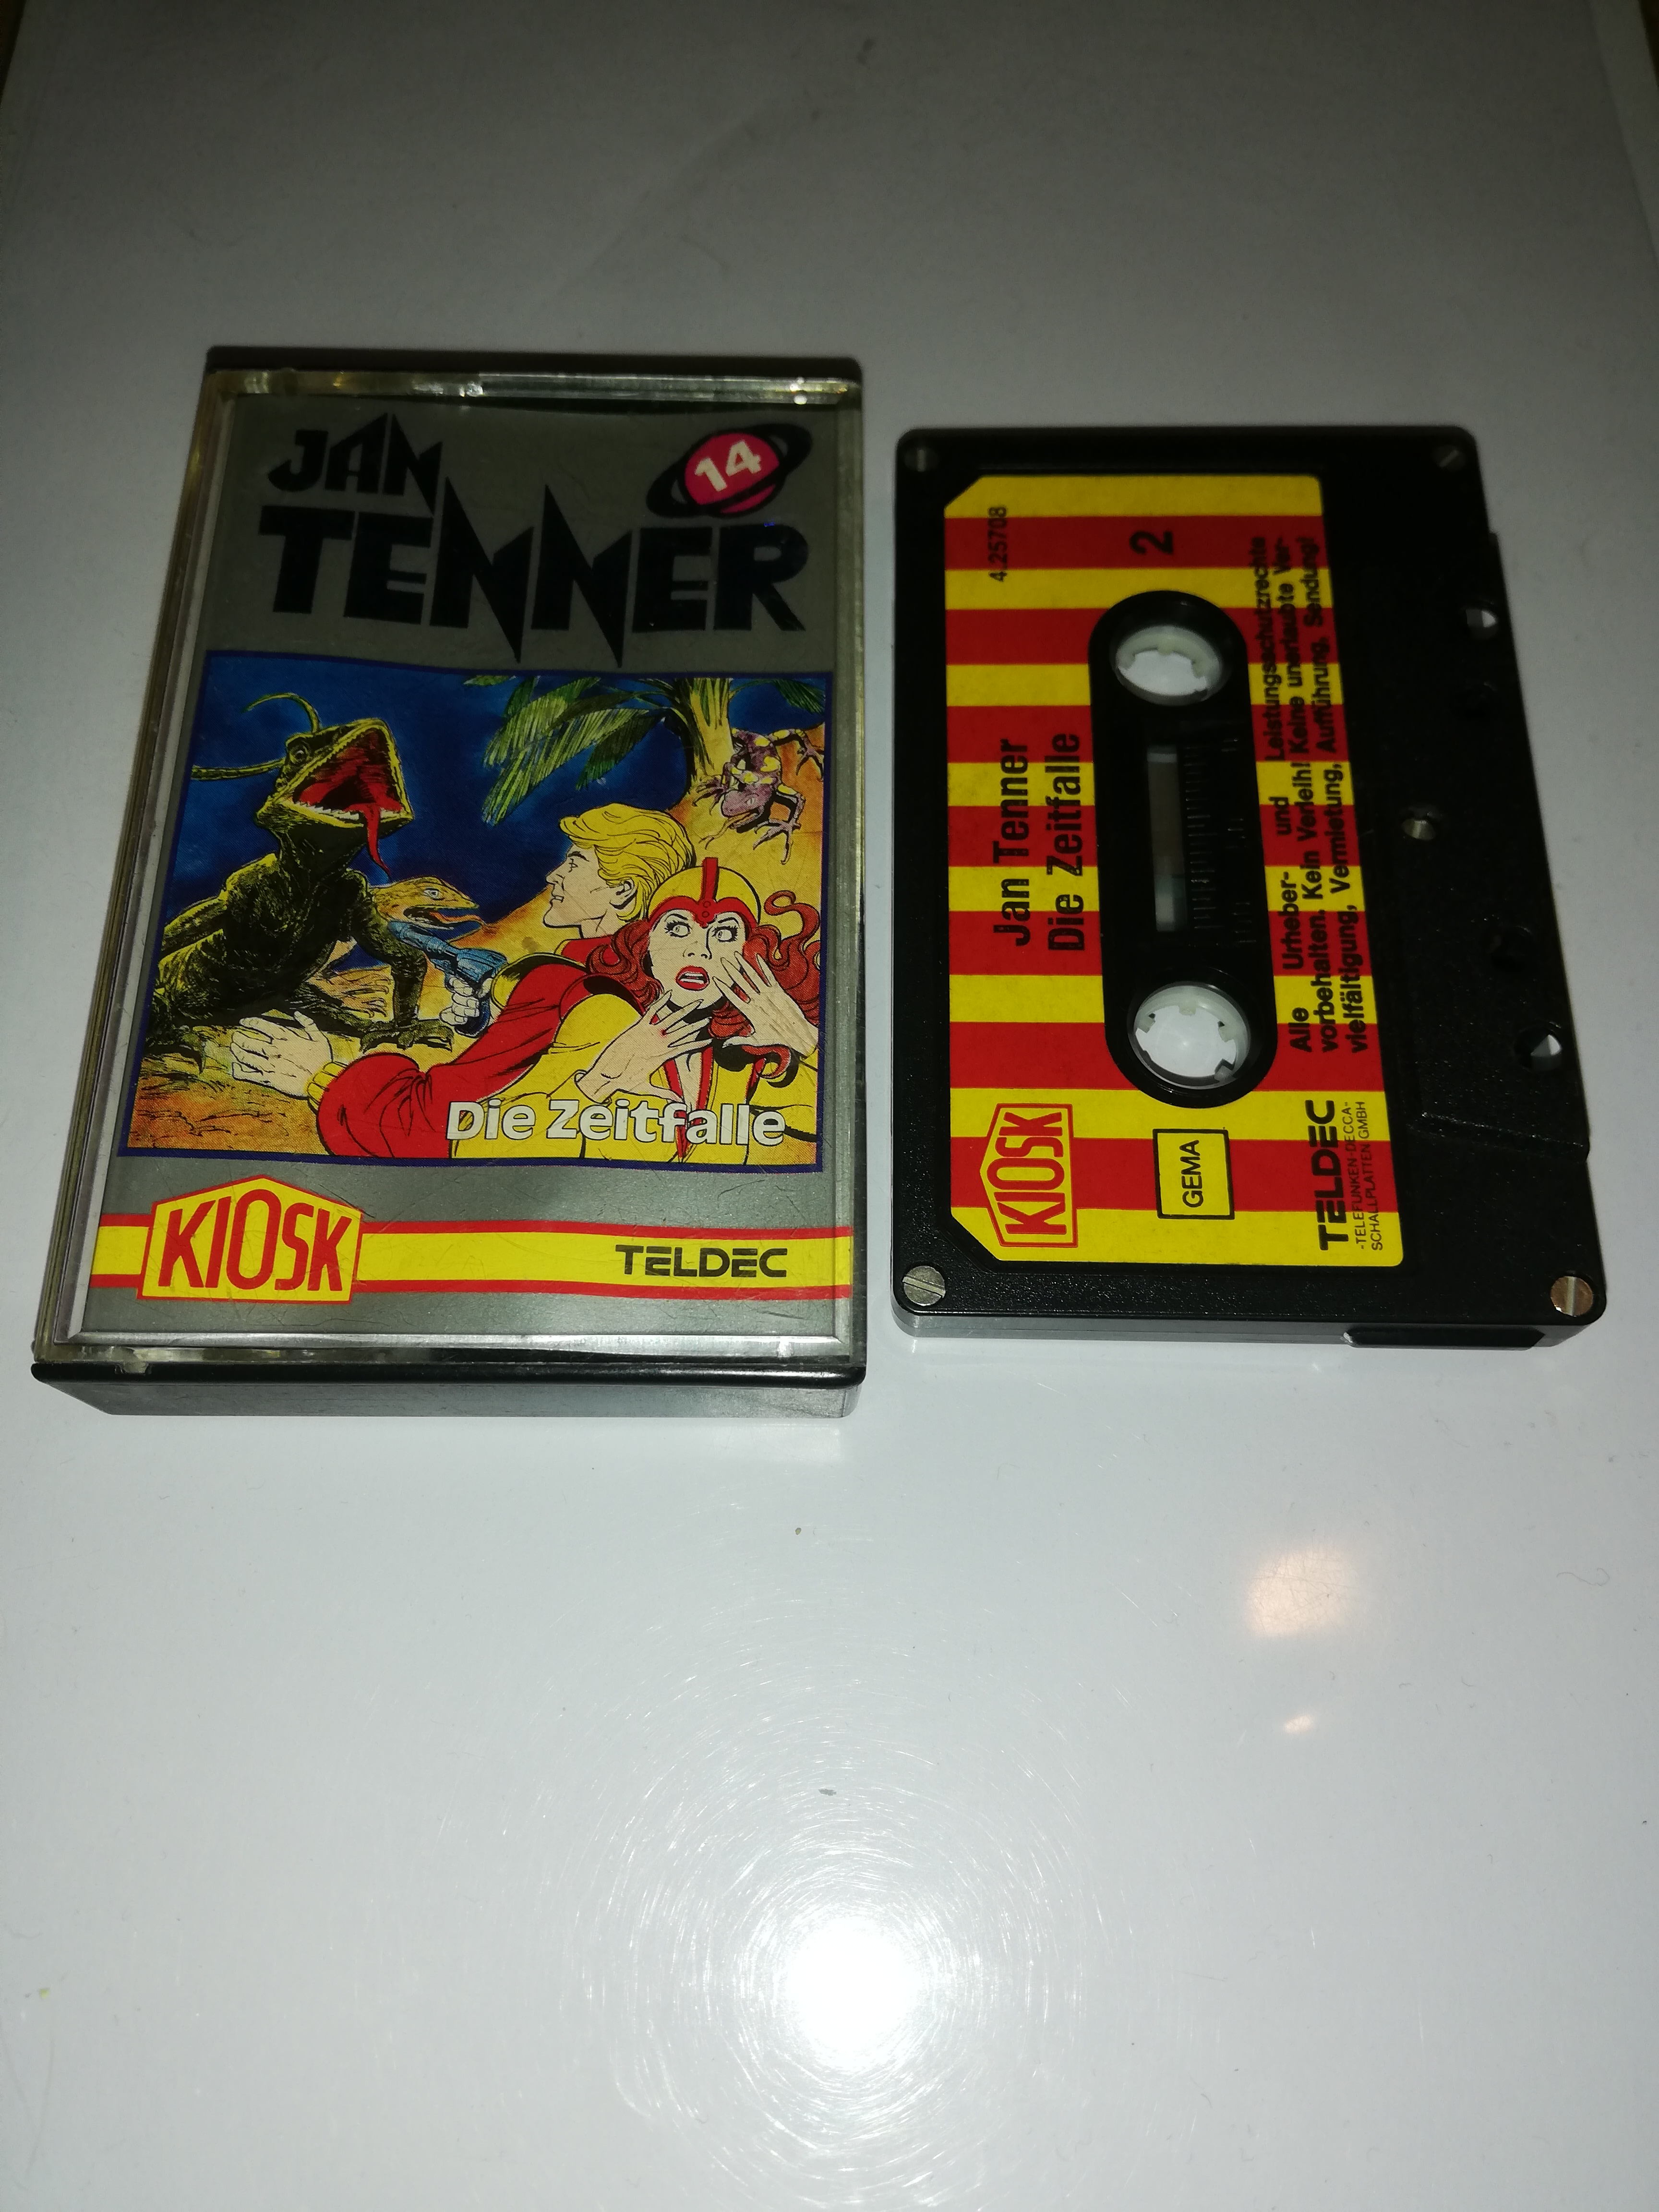 JAN
14
TENNER
Die Zeitfalle
KIOSK
TELDEC
4.25708
2
Jan Tenner
Die Zeitfalle
Alle Urheber- und Leistungsschutzrechte
vorbehalten. Kein Verleih! Keine unerlaubte Ver-
vielfältigung, Vermietung, Aufführung, Sendung!
KIOSK
GEMA
TELDEC
-TELEFUNKEN-DECCA-
SCHALLPLATTEN GMBH